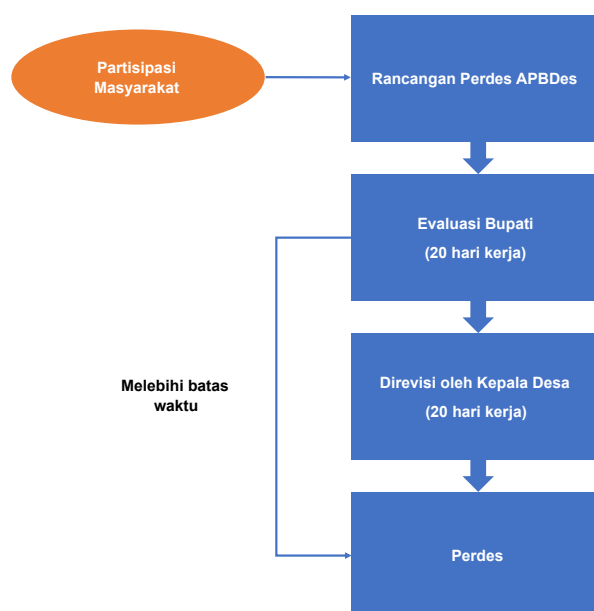 Partisipasi
Masyarakat
Rancangan Perdes APBDes
Evaluasi Bupati
(20 hari kerja)
Melebihi batas
waktu
Direvisi oleh Kepala Desa
(20 hari kerja)
Perdes